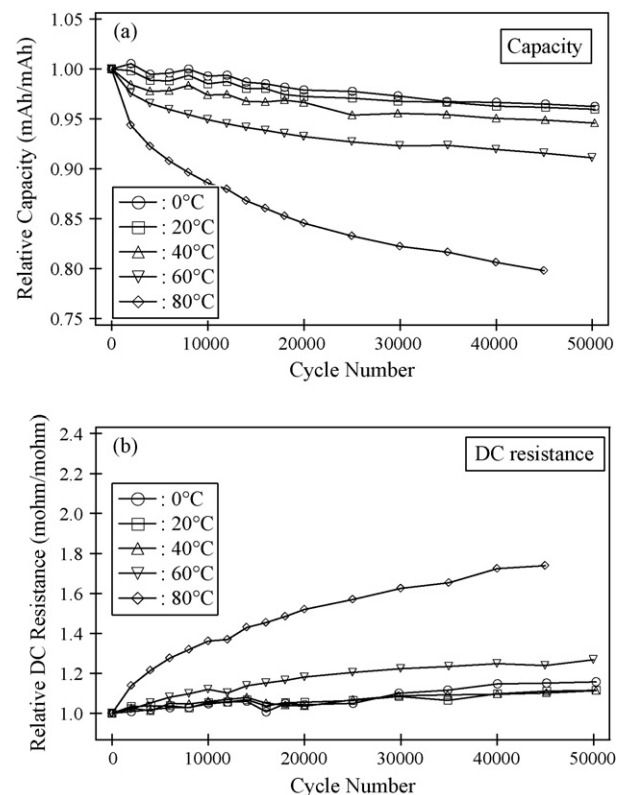 (a)
Capacity
Relative Capacity (mAh/mAh)
1.05
1.00
0.95
0.90
0.85
0.80
0.75
: 0°C
: 20°C
: 40°C
: 60°C
: 80°C
0 10000 20000 30000 40000 50000
Cycle Number
(b)
DC resistance
Relative DC Resistance (mohm/mohm)
2.4
2.2
2.0
1.8
1.6
1.4
1.2
1.0
: 0°C
: 20°C
: 40°C
: 60°C
: 80°C
0 10000 20000 30000 40000 50000
Cycle Number